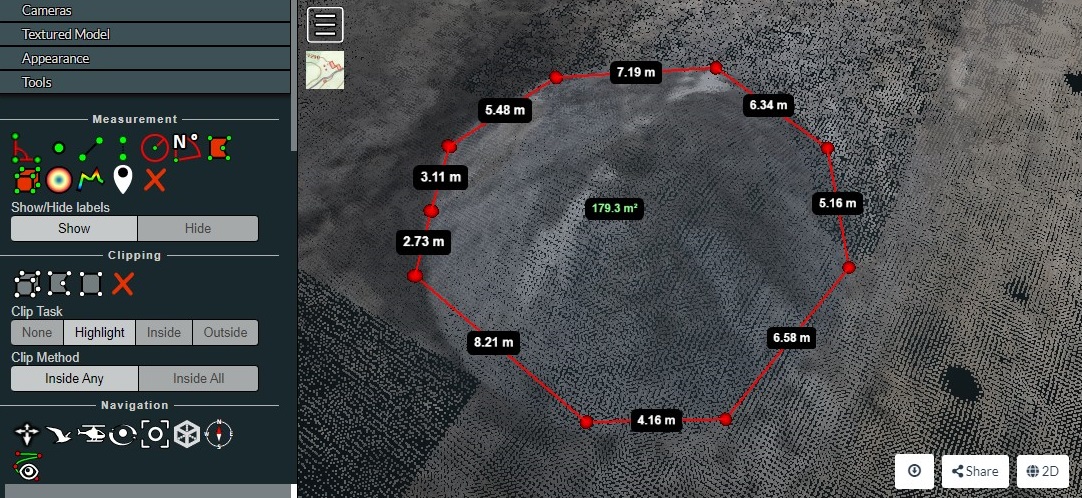 Cameras
Textured Model
Appearance
Tools
Measurement
N°
Show/Hide labels
Show Hide
Clipping
Clip Task
None Highlight Inside Outside
Clip Method
Inside Any Inside All
Navigation
7.19 m
5.48 m
6.34 m
3.11 m
5.16 m
179.3 m²
2.73 m
8.21 m
6.58 m
4.16 m
Share
2D